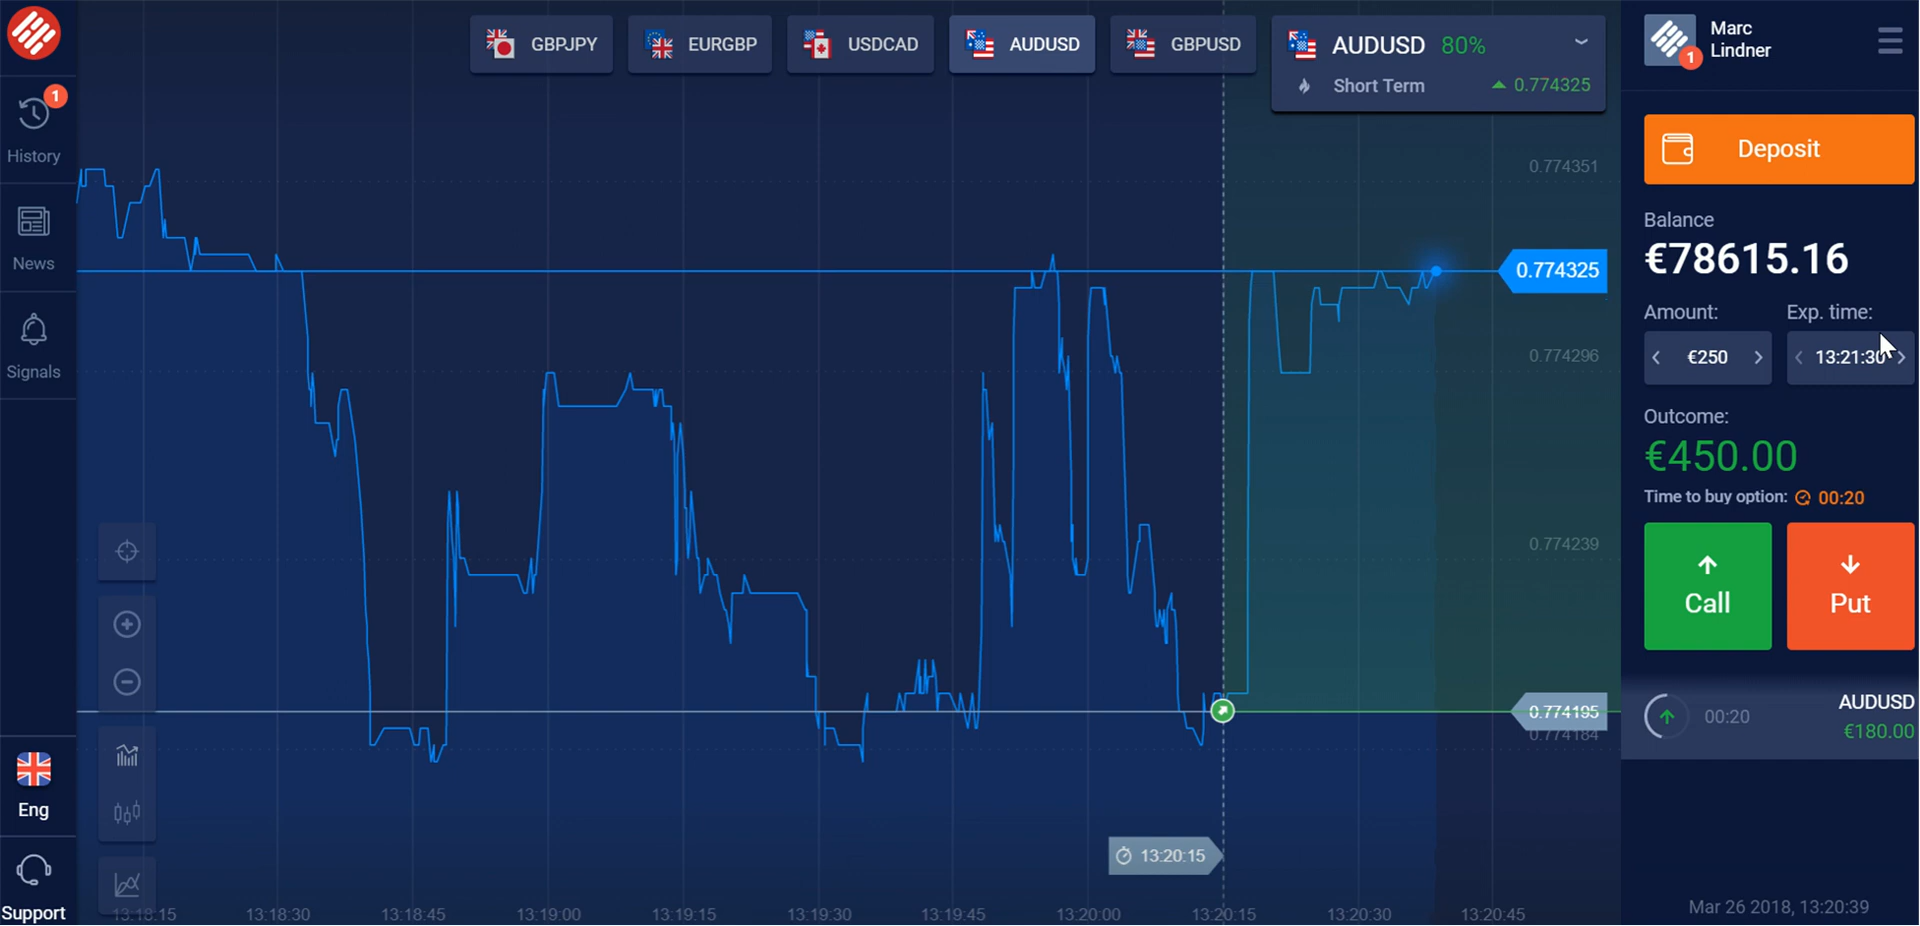 GBPJPY
EURGBP
USDCAD
AUDUSD
GBPUSD
AUDUSD 80%
Short Term 0.774325
1
Marc
Lindner
1
History
News
Signals
Deposit
Balance
€78615.16
Amount: Exp. time:
€250 13:21:30
Outcome:
€450.00
Time to buy option: 00:20
Call
Put
00:20
AUDUSD
€180.00
0.774351
0.774325
0.774296
0.774239
0.774195
0.774184
13:20:15
Eng
Support
13:18:15 13:18:30 13:18:45 13:19:00 13:19:15 13:19:30 13:19:45 13:20:00 13:20:15 13:20:30 13:20:45
Mar 26 2018, 13:20:39